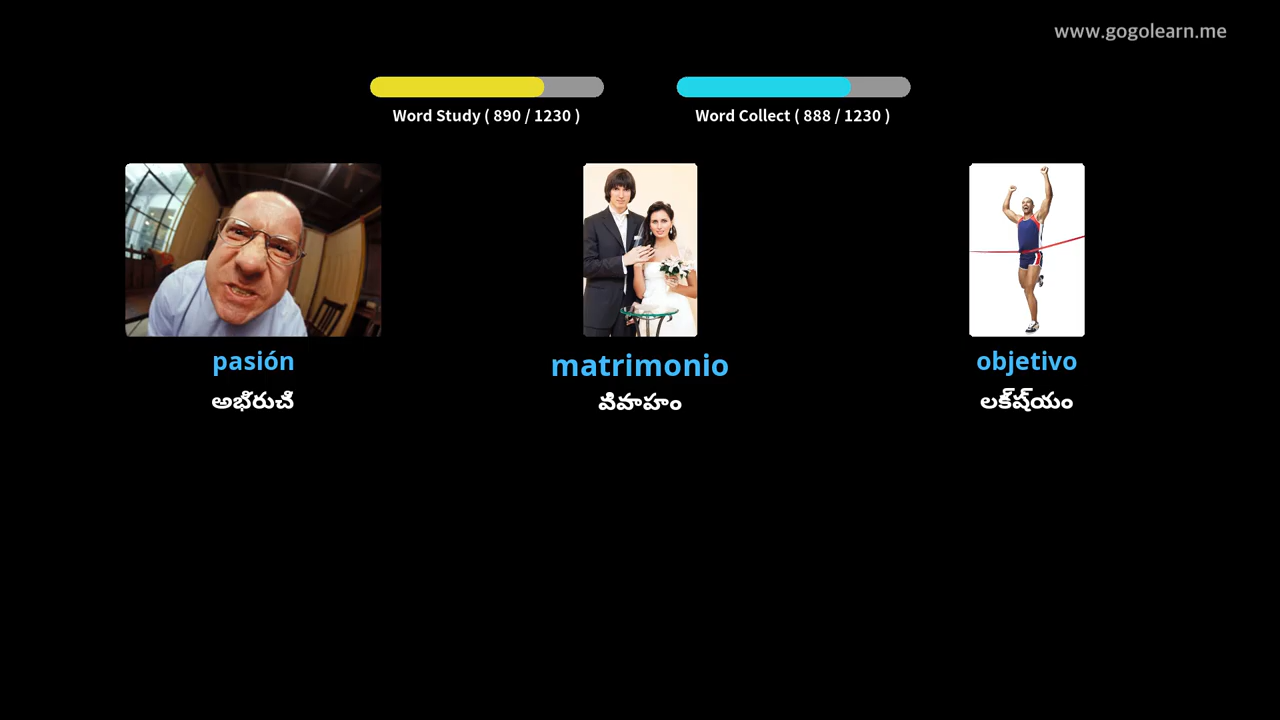 www.gogolearn.me
Word Study ( 890 / 1230 )
Word Collect ( 888 / 1230 )
pasión
matrimonio
objetivo
అభిరుచి
వివాహం
లక్ష్యం